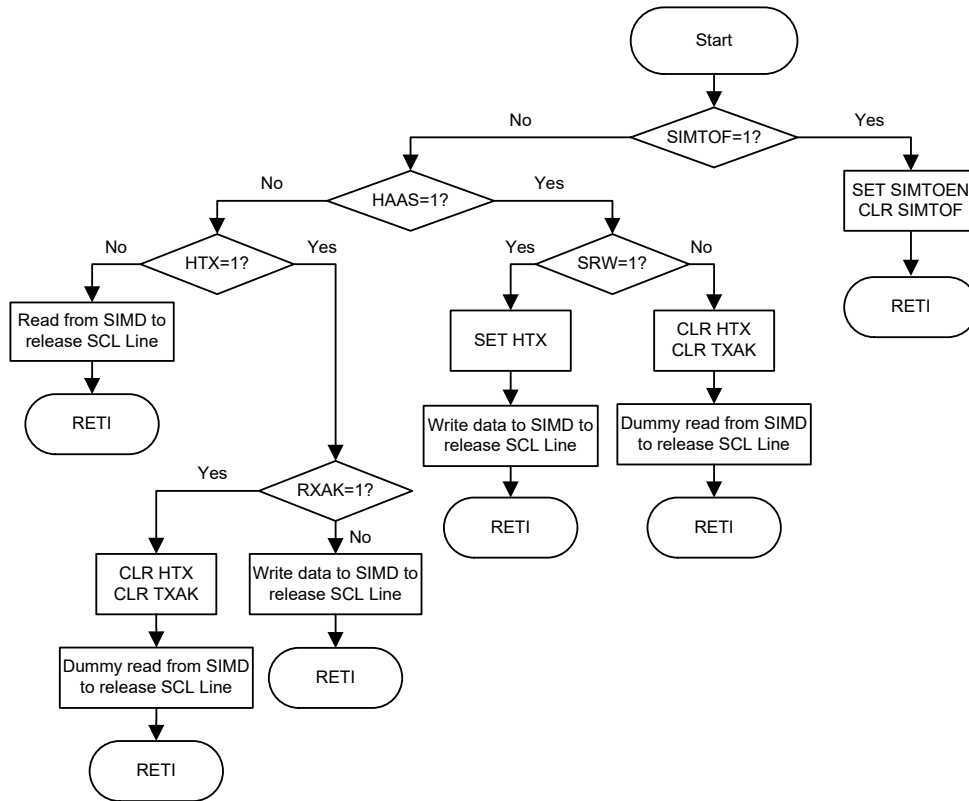 Start
No
SIMTOF=1?
Yes
No
HAAS=1?
Yes
SET SIMTOEN
CLR SIMTOF
No
HTX=1?
Yes
Yes
SRW=1?
No
RETI
Read from SIMD to
release SCL Line
SET HTX
CLR HTX
CLR TXAK
RETI
Write data to SIMD to
release SCL Line
Dummy read from SIMD
to release SCL Line
Yes
RXAK=1?
No
RETI
RETI
CLR HTX
CLR TXAK
Write data to SIMD to
release SCL Line
Dummy read from SIMD
to release SCL Line
RETI
RETI